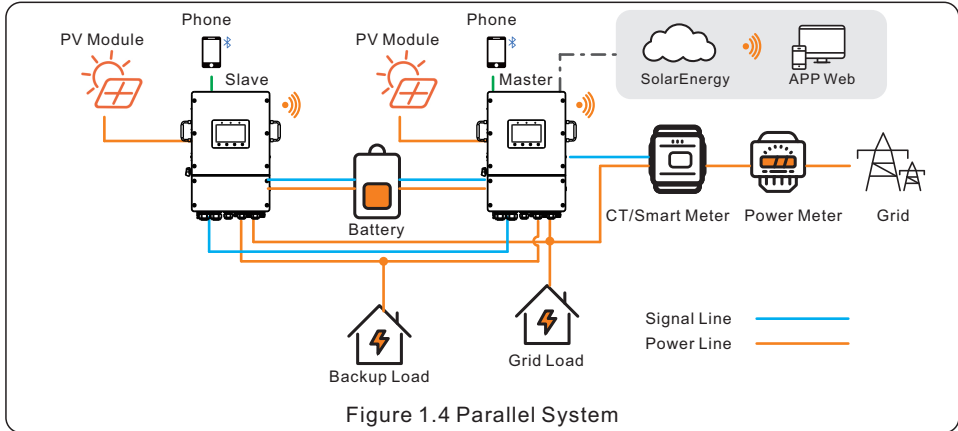 Phone
Phone
PV Module
PV Module
Slave
Master
SolarEnergy
APP Web
Battery
CT/Smart Meter
Power Meter
Grid
Signal Line
Power Line
Grid Load
Backup Load
Figure 1.4 Parallel System